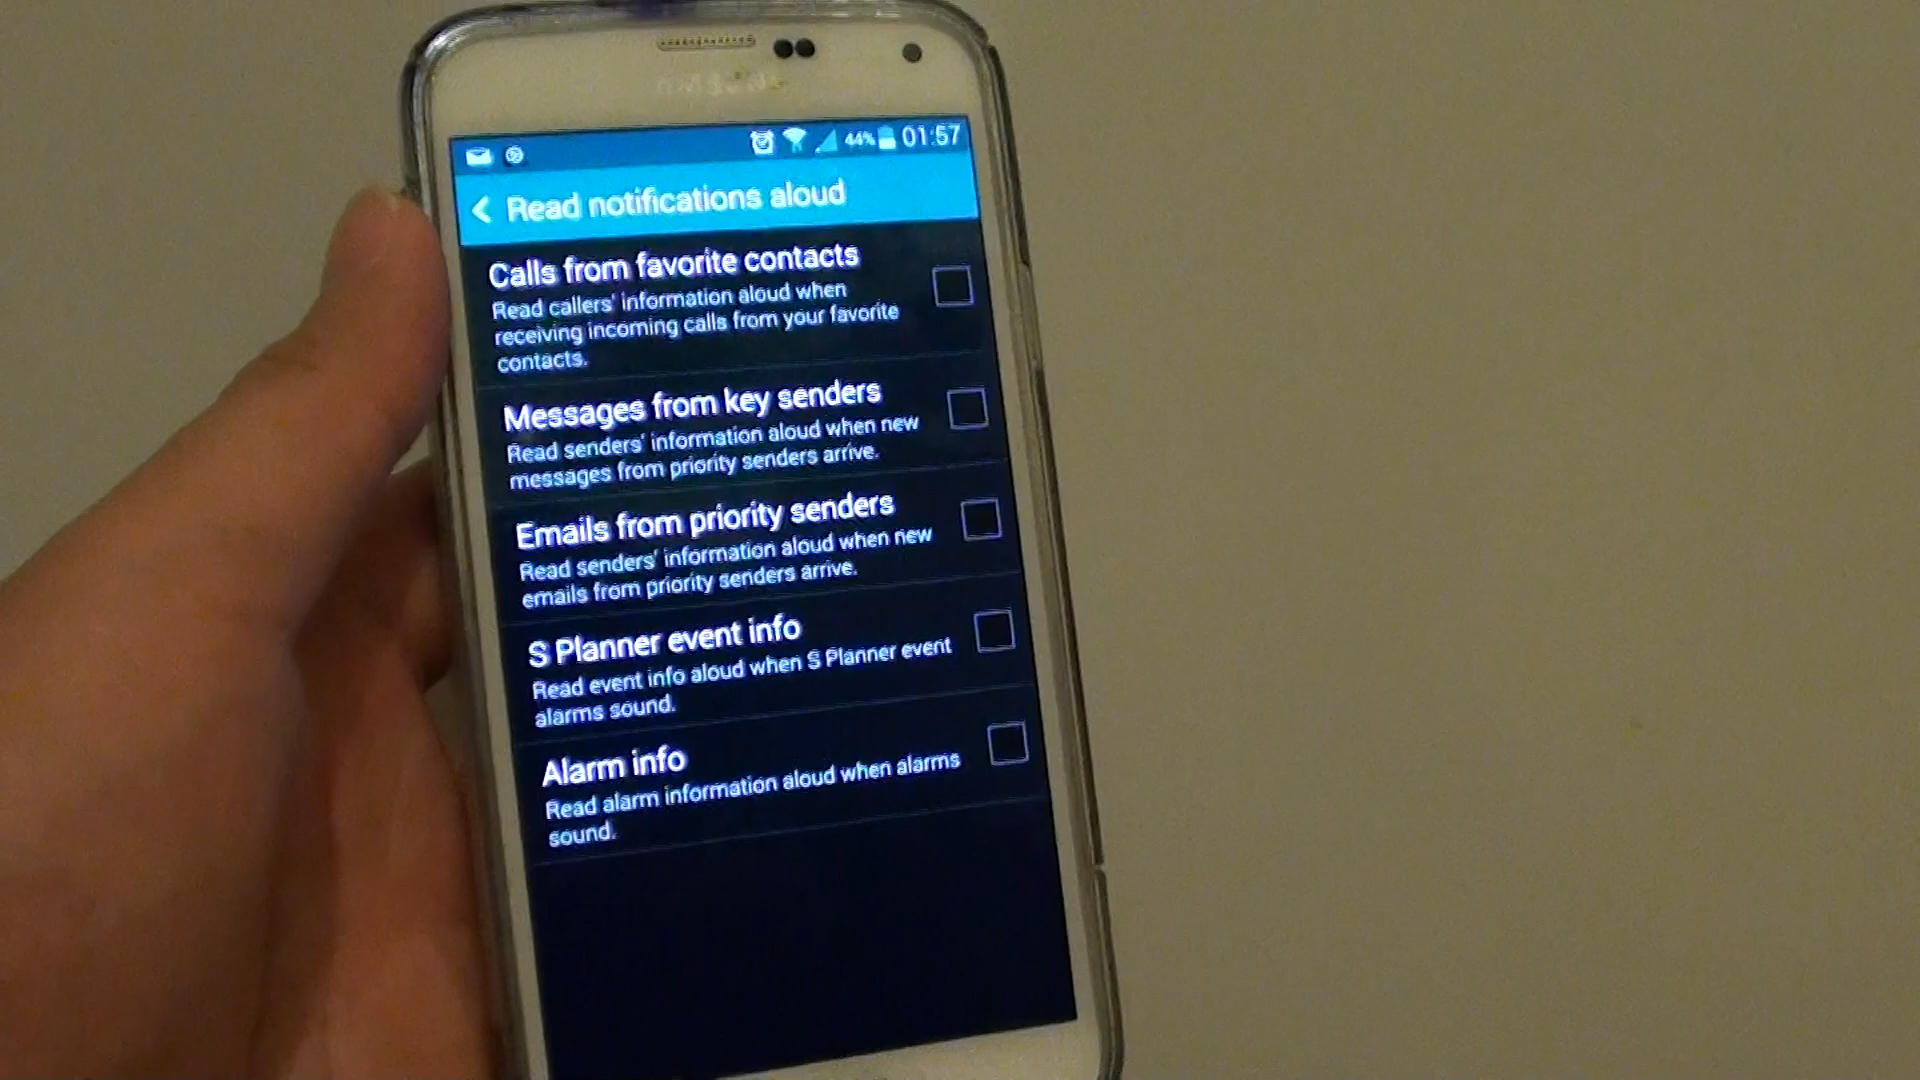 SAMSUNG
44% 01:57
Read notifications aloud
Calls from favorite contacts
Read callers' information aloud when
receiving incoming calls from your favorite
contacts.
Messages from key senders
Read senders' information aloud when new
messages from priority senders arrive.
Emails from priority senders
Read senders' information aloud when new
emails from priority senders arrive.
S Planner event info
Read event info aloud when S Planner event
alarms sound.
Alarm info
Read alarm information aloud when alarms
sound.